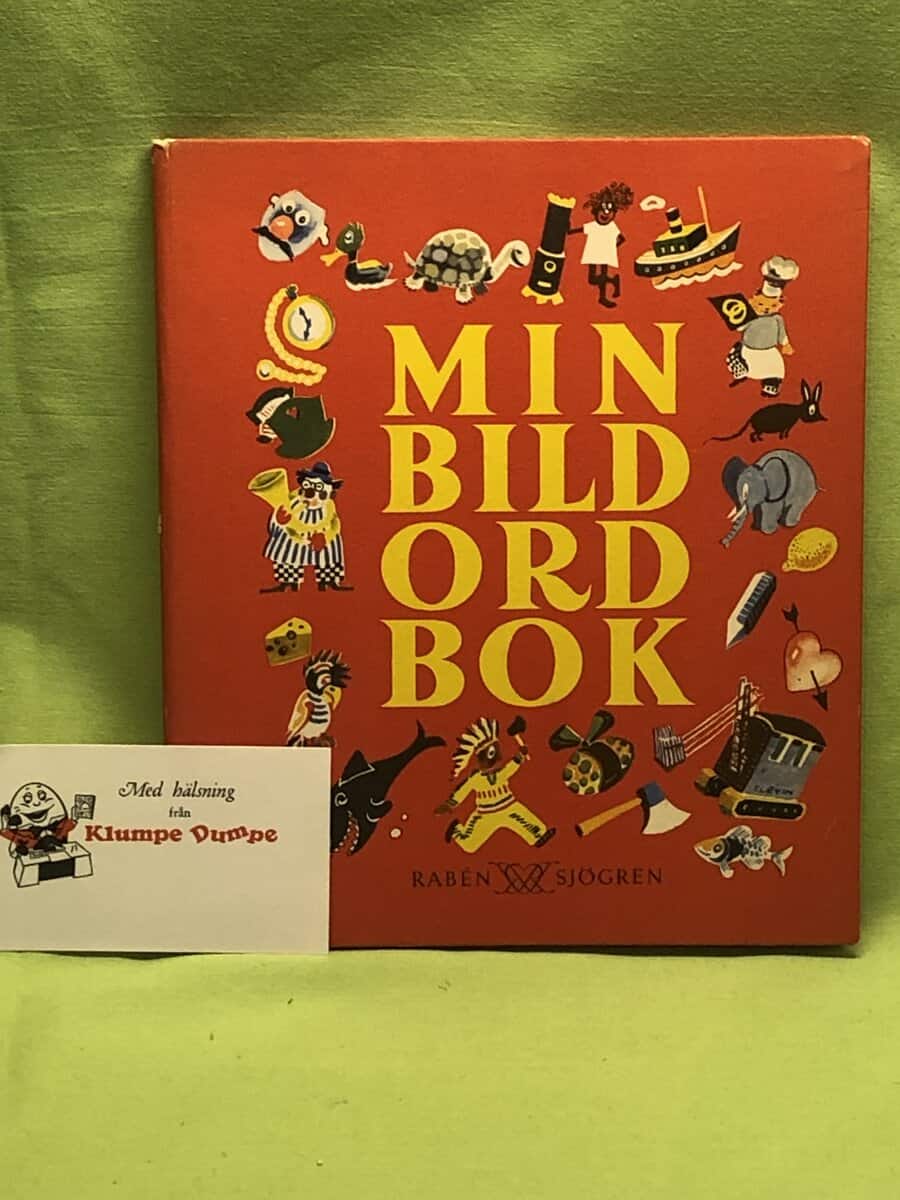 MIN
BILD
ORD
BOK
RABÉN SJÖGREN
Med hälsning
från
Klumpe Dumpe